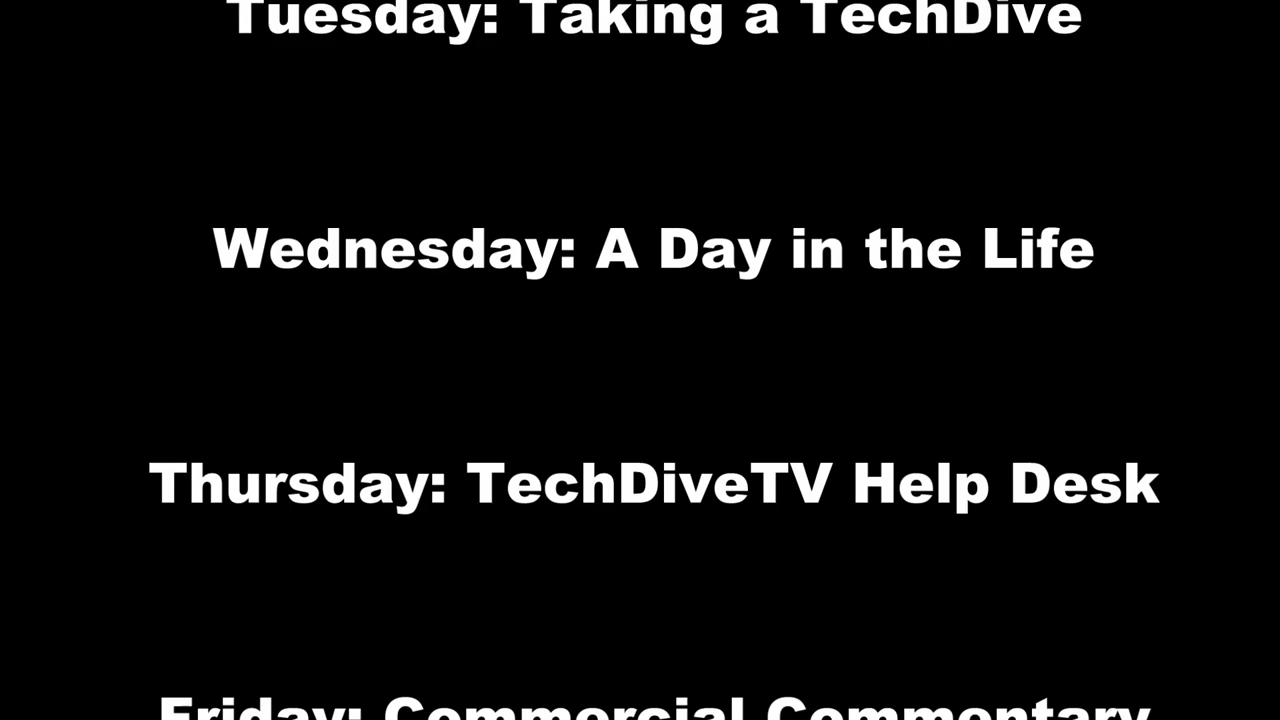 Tuesday: Taking a TechDive
Wednesday: A Day in the Life
Thursday: TechDiveTV Help Desk
Friday: Commercial Commentary